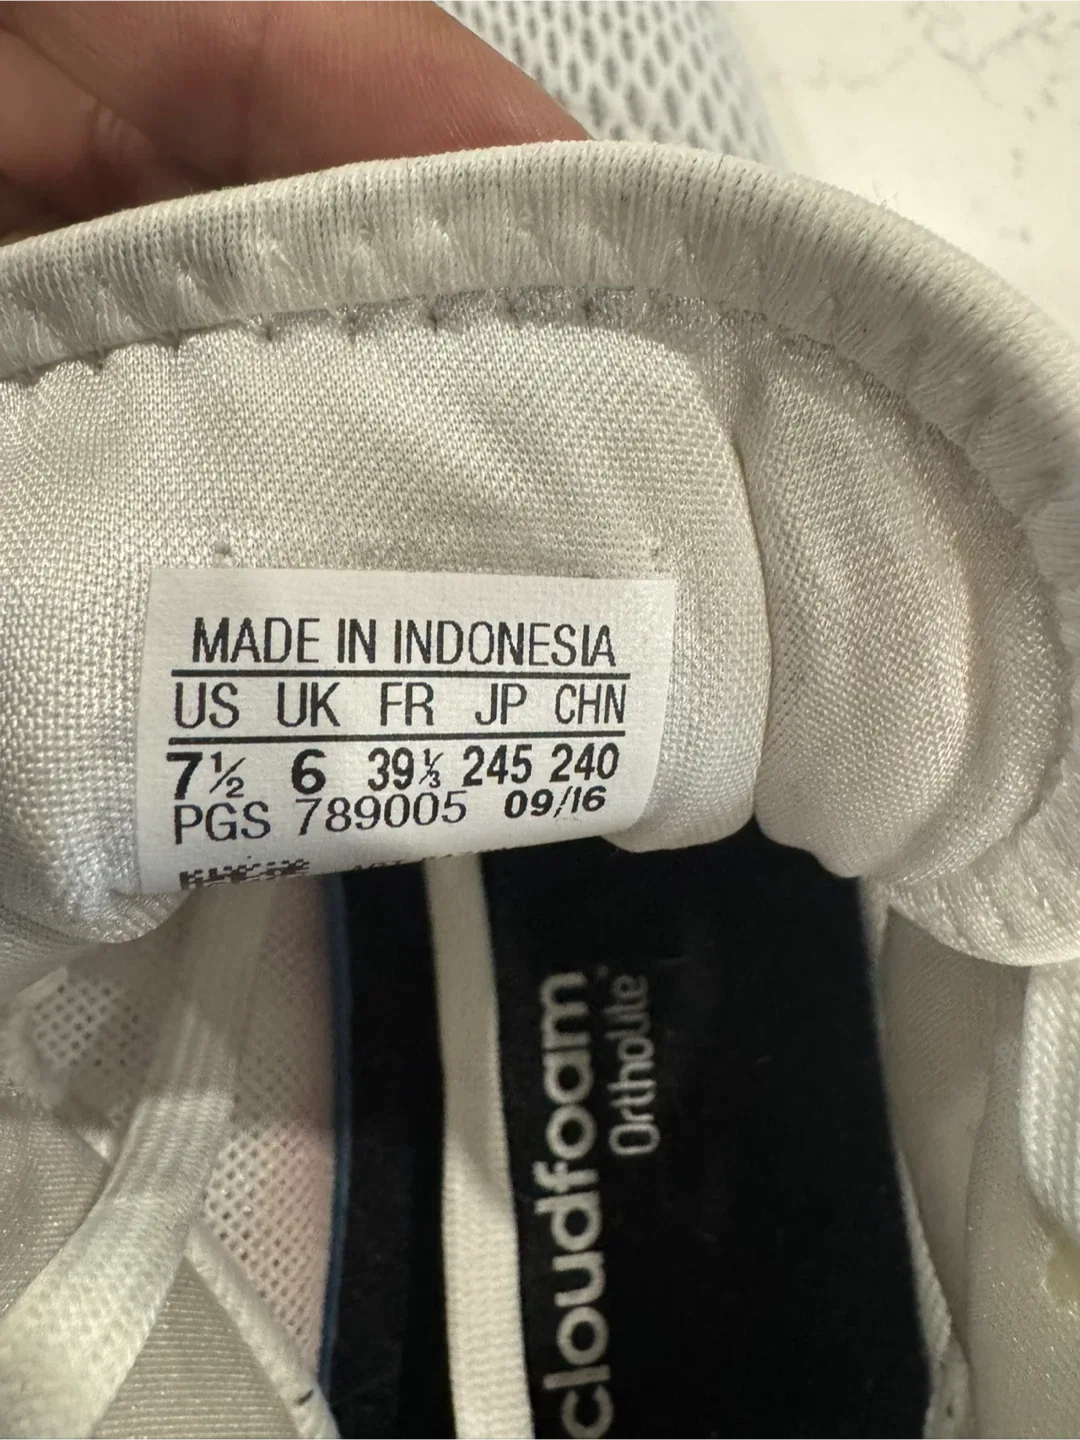 MADE IN INDONESIA
US UK FR JP CHN
7½ 6 39⅓ 245 240
PGS 789005 09/16
cloudfoam
OrthoLite